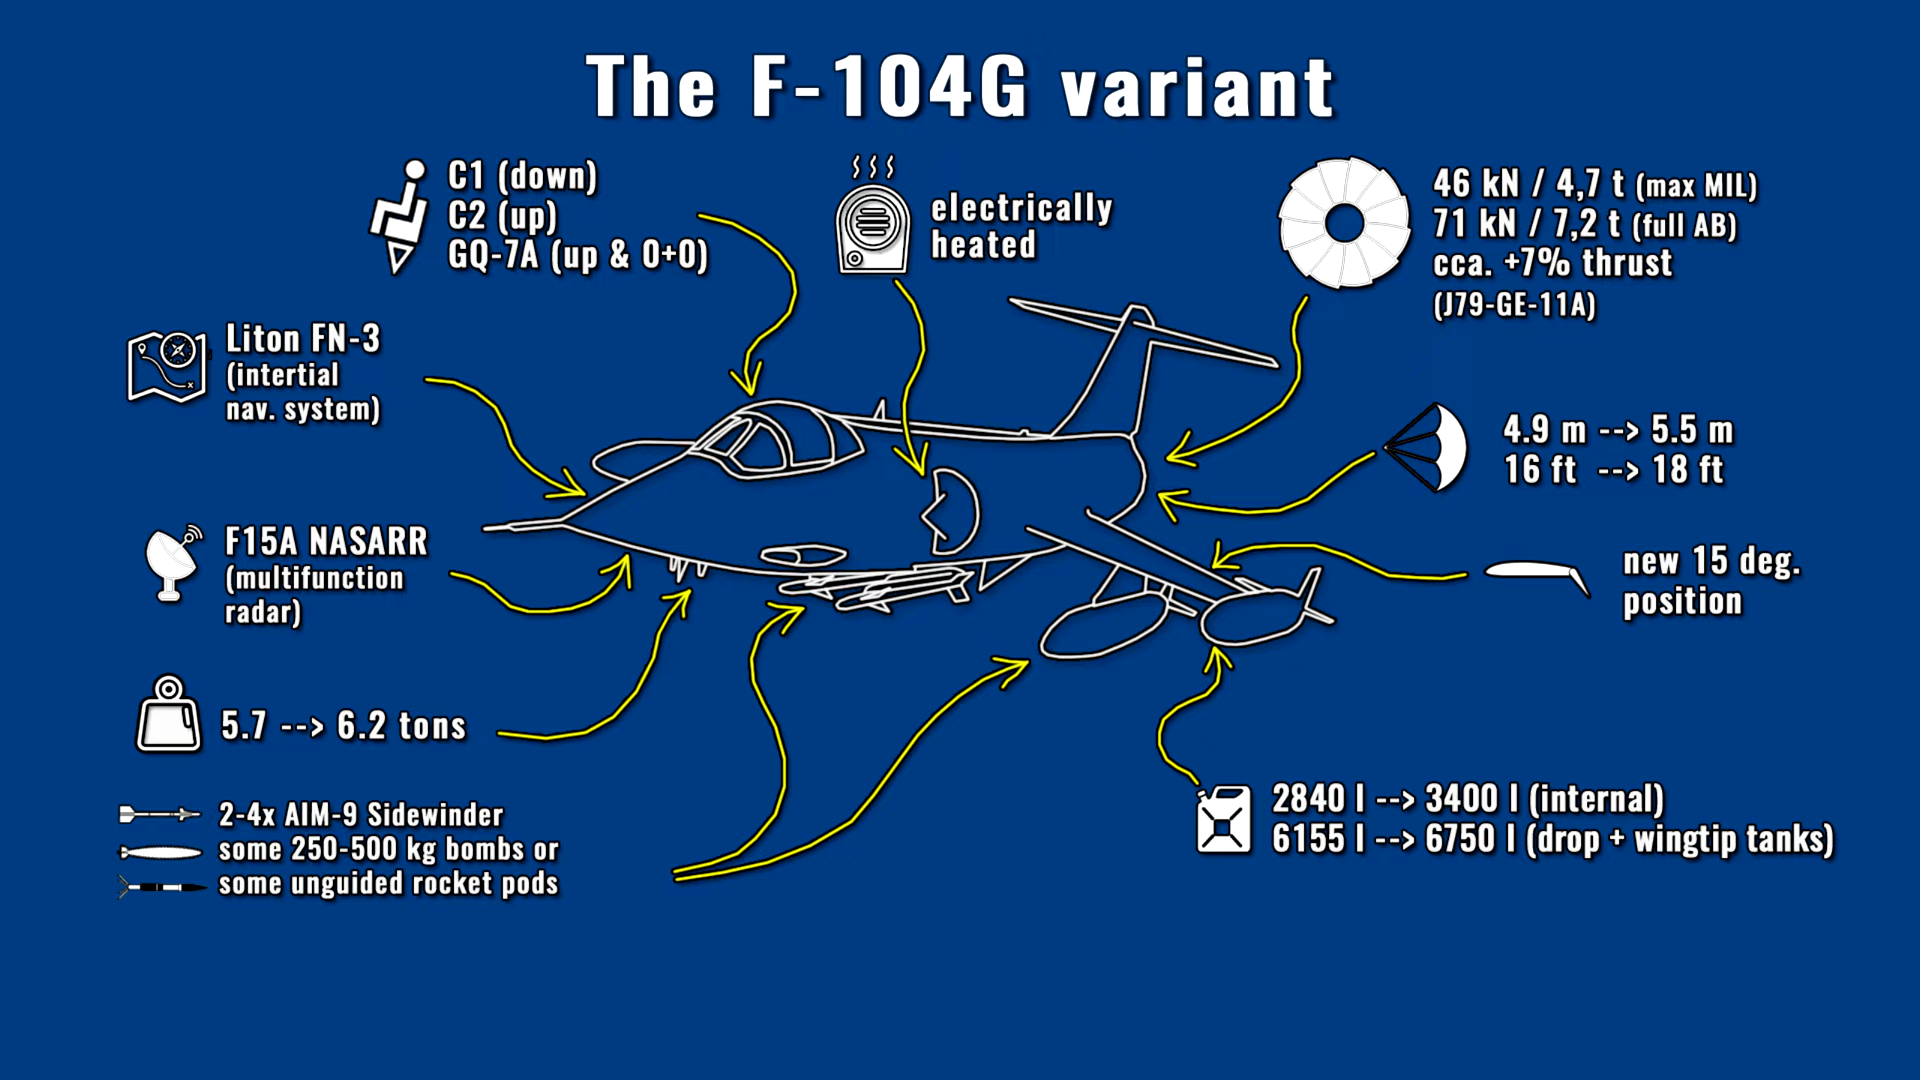 The F-104G variant
C1 (down)
C2 (up)
GQ-7A (up & 0+0)
electrically
heated
46 kN / 4,7 t (max MIL)
71 kN / 7,2 t (full AB)
cca. +7% thrust
(J79-GE-11A)
Liton FN-3
(intertial
nav. system)
4.9 m --> 5.5 m
16 ft --> 18 ft
F15A NASARR
(multifunction
radar)
new 15 deg.
position
5.7 --> 6.2 tons
2-4x AIM-9 Sidewinder
some 250-500 kg bombs or
some unguided rocket pods
2840 l --> 3400 l (internal)
6155 l --> 6750 l (drop + wingtip tanks)